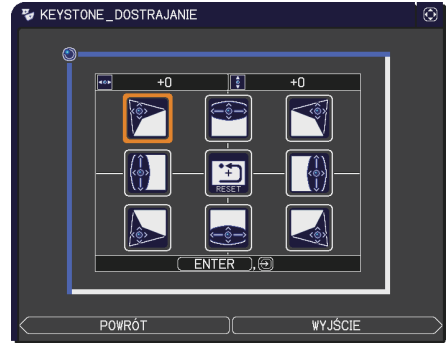 KEYSTONE_DOSTRAJANIE
+0 +0
RESET
ENTER ,
POWRÓT WYJŚCIE